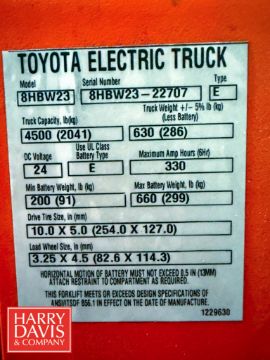 TOYOTA ELECTRIC TRUCK
Model Serial Number Type
8HBW23 8HBW23-22707 E
Truck Capacity, lb(kg) Truck Weight +/- 5% lb (kg)
(Less Battery)
4500 (2041) 630 (286)
DC Voltage Use UL Class Maximum Amp Hours (6Hr)
Battery Type
24 E 330
Min Battery Weight, lb (kg) Max Battery Weight, lb (kg)
200 (91) 660 (299)
Drive Tire Size, in (mm)
10.0 X 5.0 (254.0 X 127.0)
Load Wheel Size, in (mm)
3.25 X 4.5 (82.6 X 114.3)
HORIZONTAL MOTION OF BATTERY MUST NOT EXCEED 0.5 IN (13MM)
ATTACH RESTRAINT TO COMPARTMENT AS REQUIRED.
THIS FORKLIFT MEETS OR EXCEEDS DESIGN SPECIFICATIONS OF
B56.1 IN EFFECT ON THE DATE OF MANUFACTURE.
1229630
HARRY
DAVIS
& COMPANY